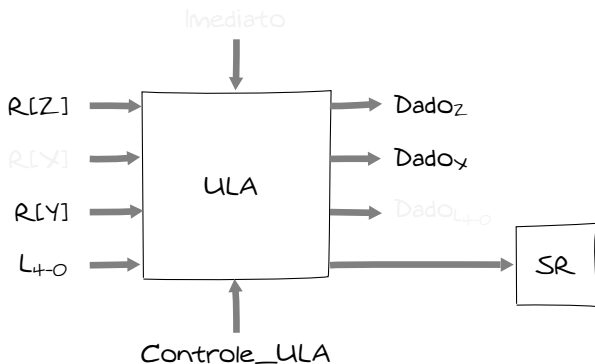 Imediato
R[Z]
Dado_Z
R[X]
ULA
Dado_X
R[Y]
Dado_L4-0
L4-0
SR
Controle_ULA